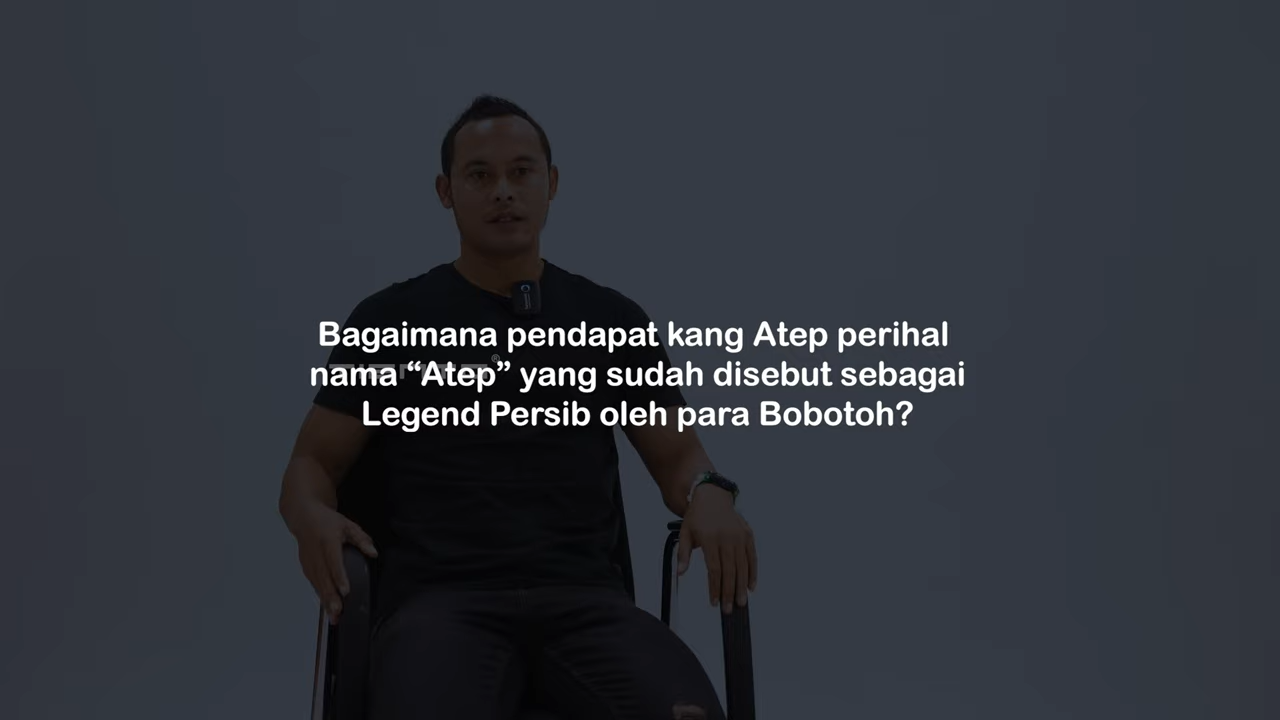 Bagaimana pendapat kang Atep perihal
nama “Atep” yang sudah disebut sebagai
Legend Persib oleh para Bobotoh?